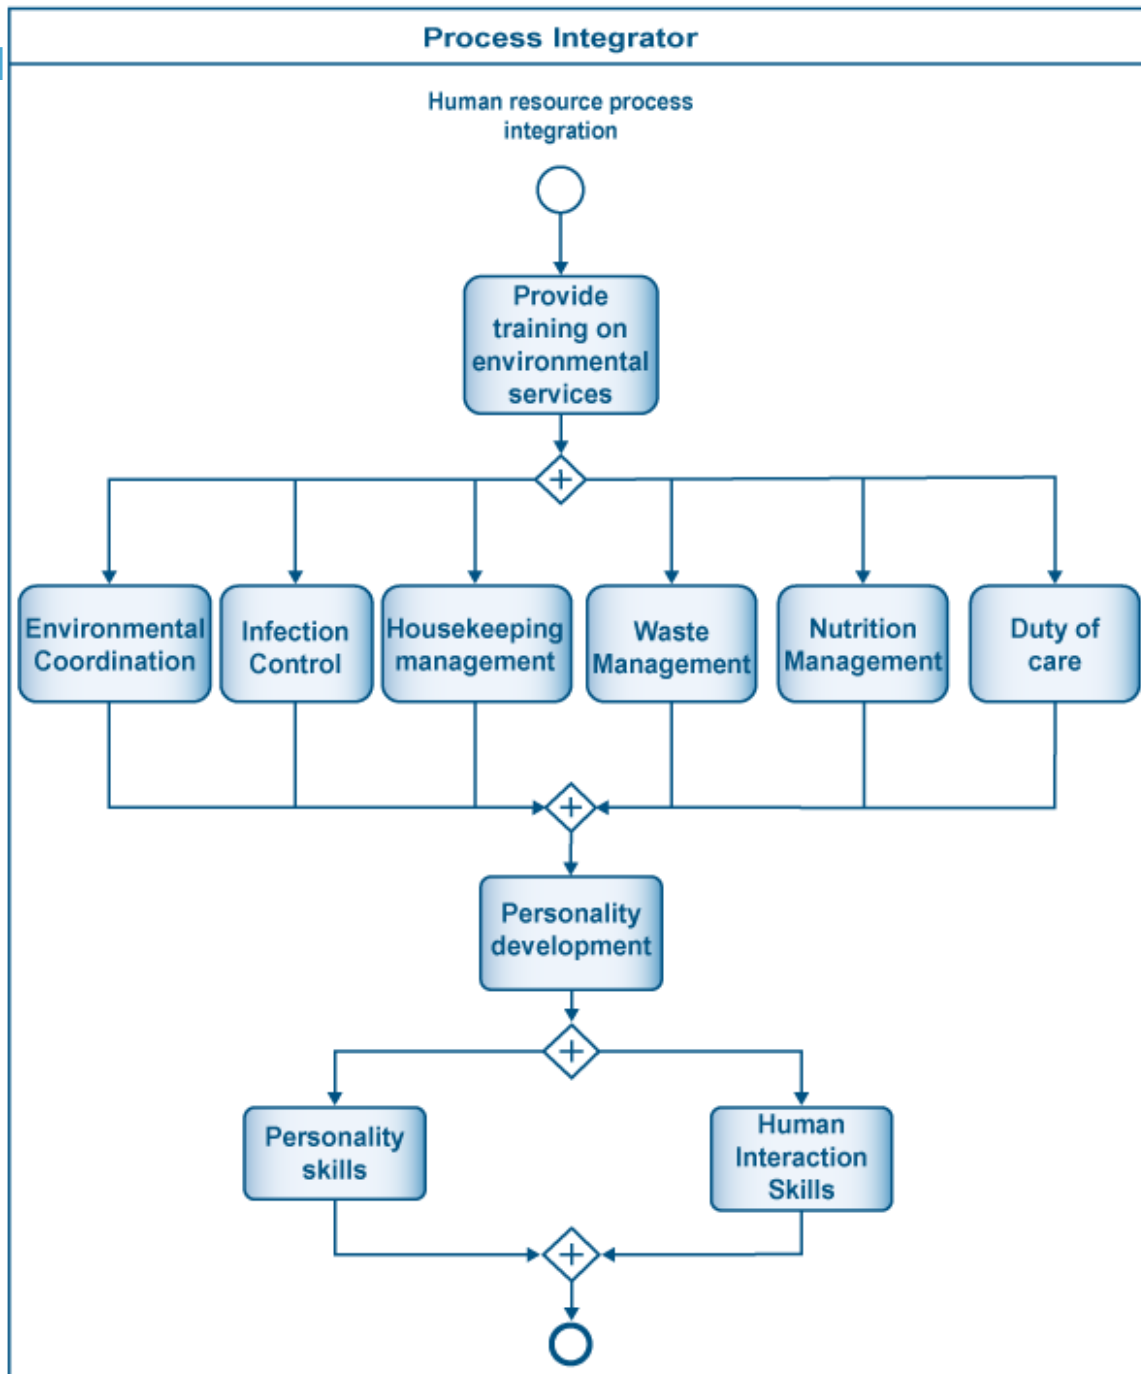 Process Integrator
Human resource process
integration
Provide
training on
environmental
services
Environmental
Coordination
Infection
Control
Housekeeping
management
Waste
Management
Nutrition
Management
Duty of
care
Personality
development
Personality
skills
Human
Interaction
Skills